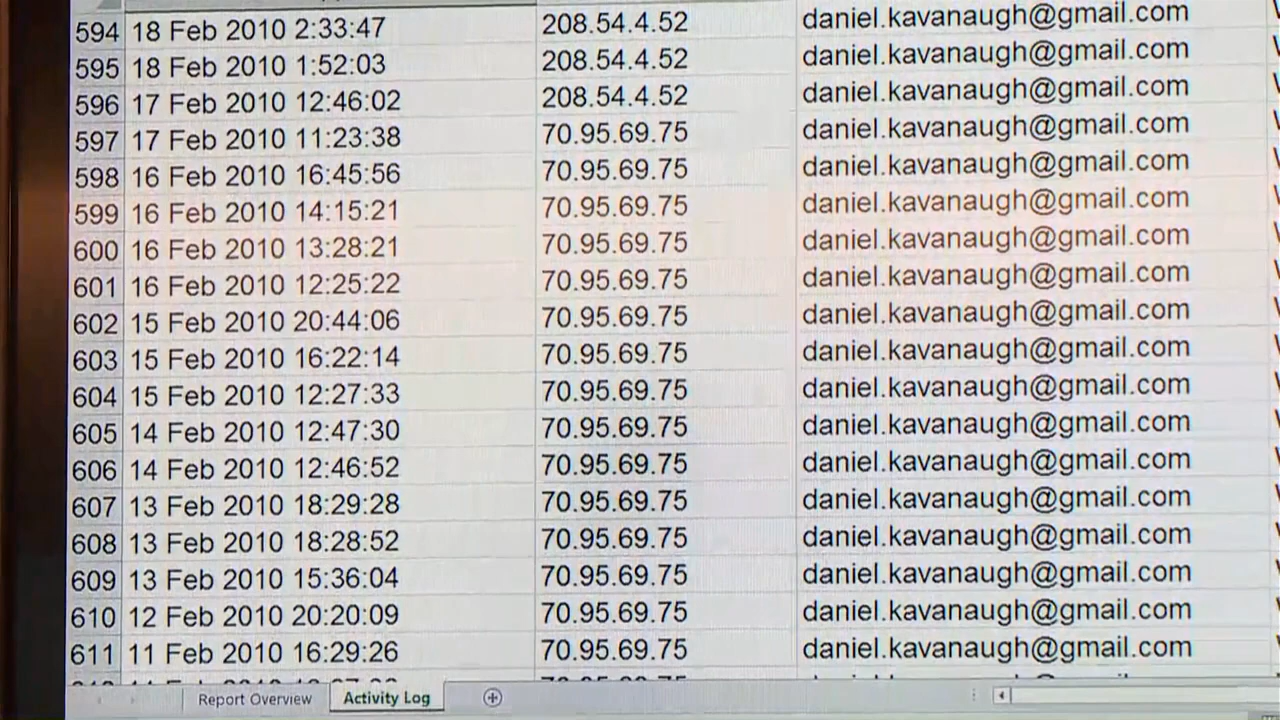 594 18 Feb 2010 2:33:47 208.54.4.52 daniel.kavanaugh@gmail.com
595 18 Feb 2010 1:52:03 208.54.4.52 daniel.kavanaugh@gmail.com
596 17 Feb 2010 12:46:02 208.54.4.52 daniel.kavanaugh@gmail.com
597 17 Feb 2010 11:23:38 70.95.69.75 daniel.kavanaugh@gmail.com
598 16 Feb 2010 16:45:56 70.95.69.75 daniel.kavanaugh@gmail.com
599 16 Feb 2010 14:15:21 70.95.69.75 daniel.kavanaugh@gmail.com
600 16 Feb 2010 13:28:21 70.95.69.75 daniel.kavanaugh@gmail.com
601 16 Feb 2010 12:25:22 70.95.69.75 daniel.kavanaugh@gmail.com
602 15 Feb 2010 20:44:06 70.95.69.75 daniel.kavanaugh@gmail.com
603 15 Feb 2010 16:22:14 70.95.69.75 daniel.kavanaugh@gmail.com
604 15 Feb 2010 12:27:33 70.95.69.75 daniel.kavanaugh@gmail.com
605 14 Feb 2010 12:47:30 70.95.69.75 daniel.kavanaugh@gmail.com
606 14 Feb 2010 12:46:52 70.95.69.75 daniel.kavanaugh@gmail.com
607 13 Feb 2010 18:29:28 70.95.69.75 daniel.kavanaugh@gmail.com
608 13 Feb 2010 18:28:52 70.95.69.75 daniel.kavanaugh@gmail.com
609 13 Feb 2010 15:36:04 70.95.69.75 daniel.kavanaugh@gmail.com
610 12 Feb 2010 20:20:09 70.95.69.75 daniel.kavanaugh@gmail.com
611 11 Feb 2010 16:29:26 70.95.69.75 daniel.kavanaugh@gmail.com
Report Overview Activity Log